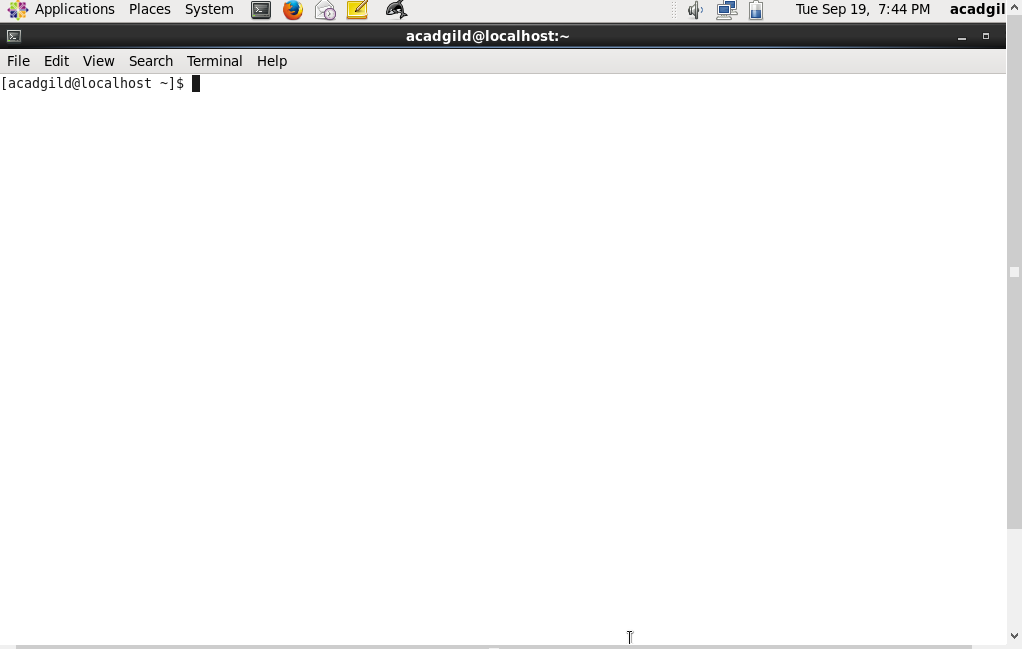 Applications Places System Tue Sep 19, 7:44 PM acadgil
acadgild@localhost:~
File Edit View Search Terminal Help
[acadgild@localhost ~]$